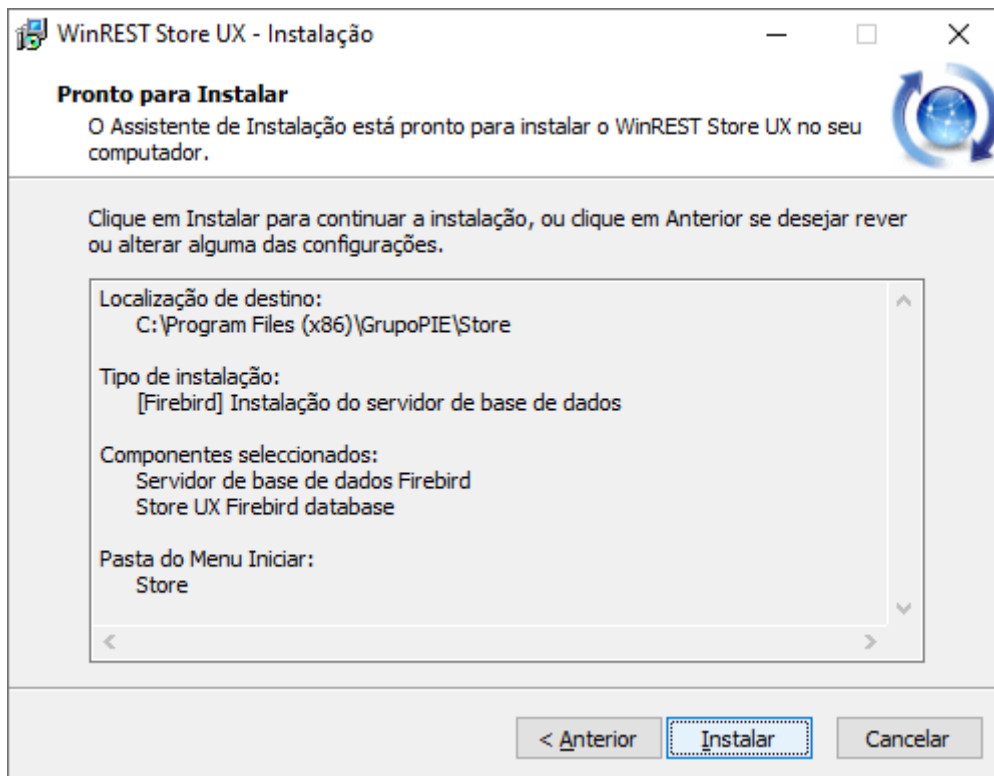 WinREST Store UX - Instalação
Pronto para Instalar
O Assistente de Instalação está pronto para instalar o WinREST Store UX no seu
computador.
Clique em Instalar para continuar a instalação, ou clique em Anterior se desejar rever
ou alterar alguma das configurações.
Localização de destino:
C:\Program Files (x86)\GrupoPIE\Store
Tipo de instalação:
[Firebird] Instalação do servidor de base de dados
Componentes seleccionados:
Servidor de base de dados Firebird
Store UX Firebird database
Pasta do Menu Iniciar:
Store
< Anterior Instalar Cancelar